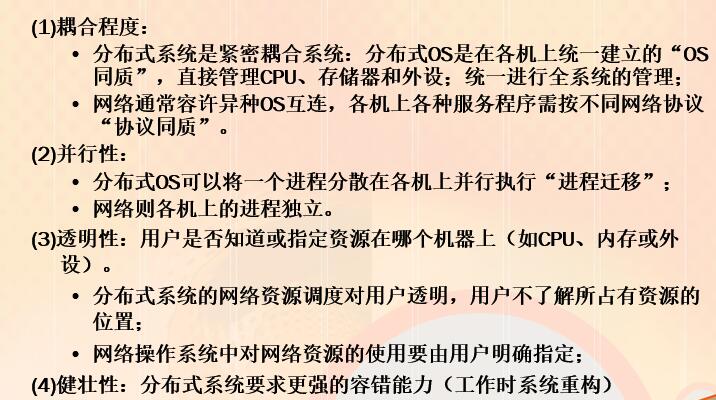 (1)耦合程度：
• 分布式系统是紧密耦合系统：分布式OS是在各机上统一建立的“OS
同质”，直接管理CPU、存储器和外设；统一进行全系统的管理；
• 网络通常容许异种OS互连，各机上各种服务程序需按不同网络协议
“协议同质”。
(2)并行性：
• 分布式OS可以将一个进程分散在各机上并行执行“进程迁移”；
• 网络则各机上的进程独立。
(3)透明性：用户是否知道或指定资源在哪个机器上（如CPU、内存或外
设）。
• 分布式系统的网络资源调度对用户透明，用户不了解所占有资源的
位置；
• 网络操作系统中对网络资源的使用要由用户明确指定；
(4)健壮性：分布式系统要求更强的容错能力（工作时系统重构）